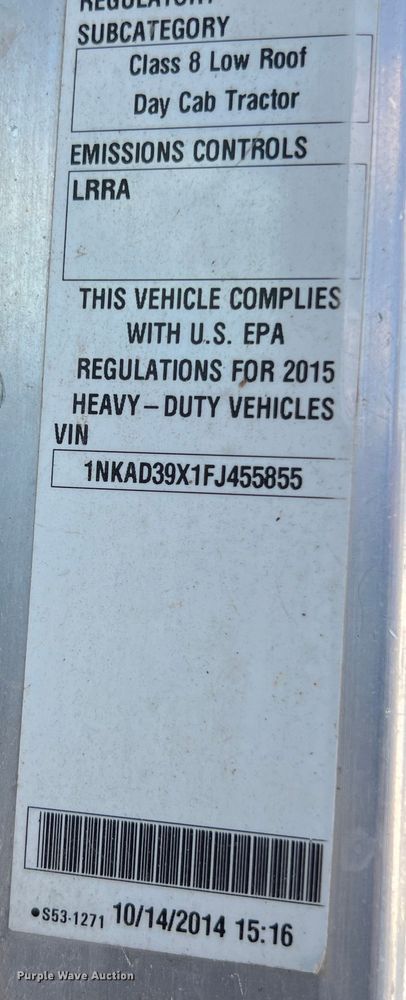 REGULATORY
SUBCATEGORY
Class 8 Low Roof
Day Cab Tractor
EMISSIONS CONTROLS
LRRA
THIS VEHICLE COMPLIES
WITH U.S. EPA
REGULATIONS FOR 2015
HEAVY-DUTY VEHICLES
VIN
1NKAD39X1FJ455855
•S53-1271 10/14/2014 15:16
Purple Wave Auction